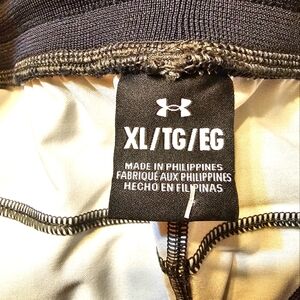 XL/TG/EG
MADE IN PHILIPPINES
FABRIQUÉ AUX PHILIPPINES
HECHO EN FILIPINAS